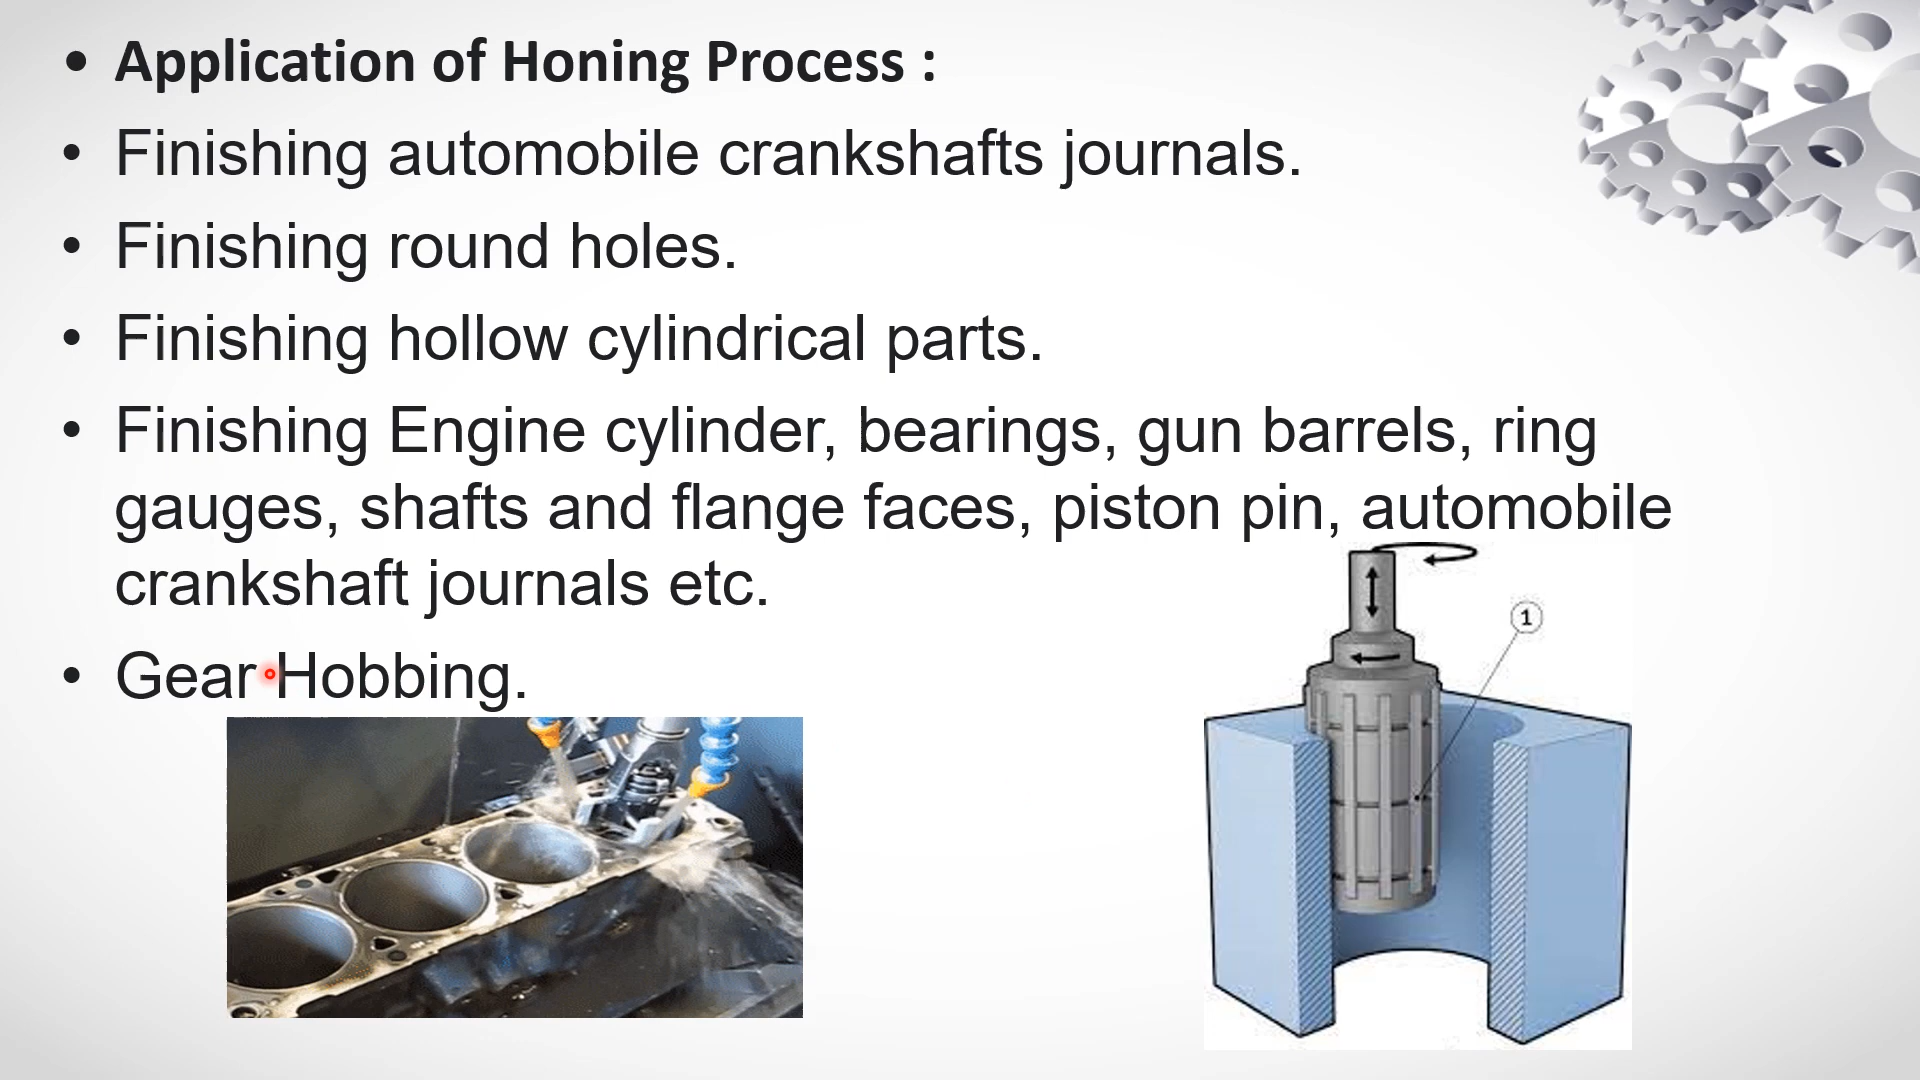 • Application of Honing Process :
• Finishing automobile crankshafts journals.
• Finishing round holes.
• Finishing hollow cylindrical parts.
• Finishing Engine cylinder, bearings, gun barrels, ring
gauges, shafts and flange faces, piston pin, automobile
crankshaft journals etc.
• Gear Hobbing.
1